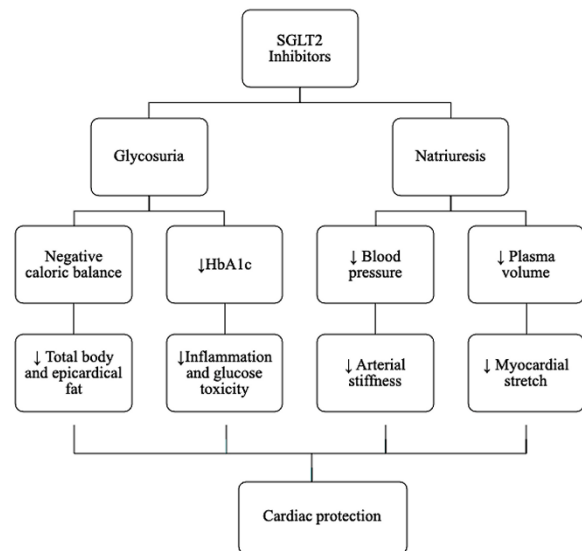 SGLT2
Inhibitors
Glycosuria
Natriuresis
Negative
caloric balance
↓HbA1c
↓ Blood
pressure
↓ Plasma
volume
↓ Total body
and epicardical
fat
↓Inflammation
and glucose
toxicity
↓ Arterial
stiffness
↓ Myocardial
stretch
Cardiac protection